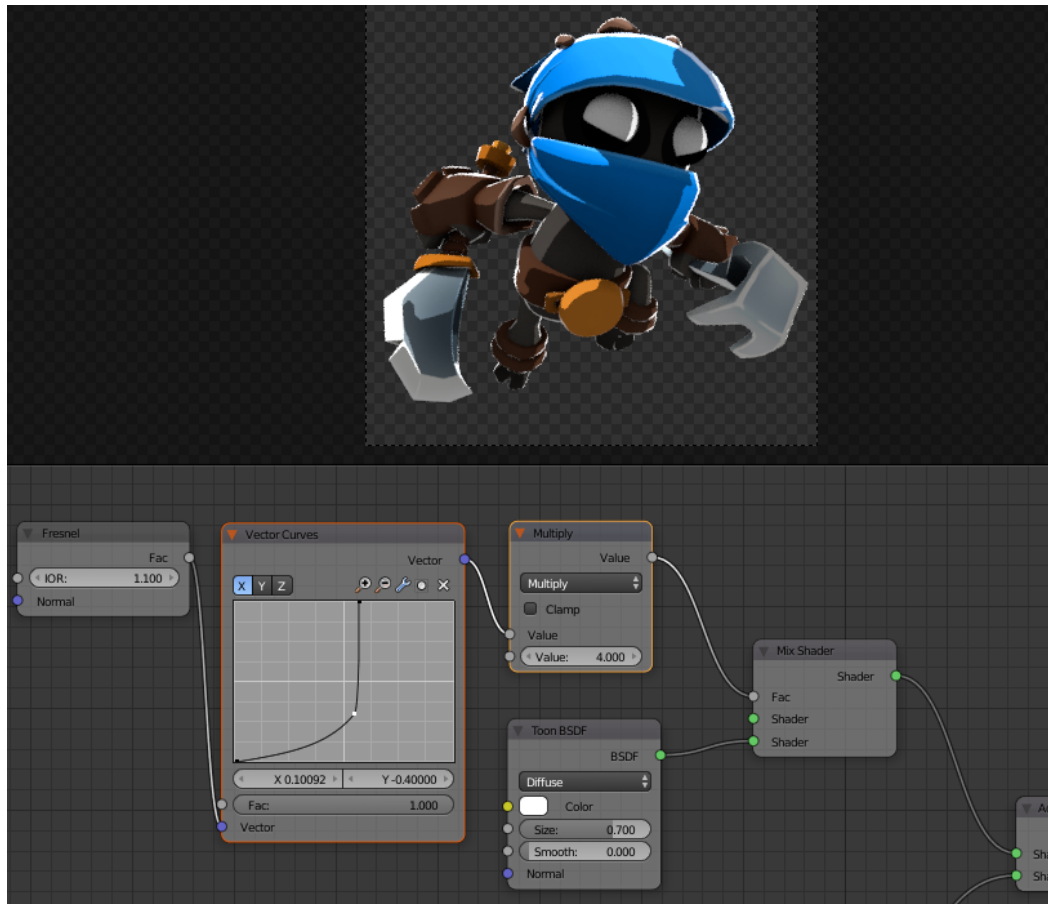 Fresnel
Fac
IOR: 1.100
Normal
Vector Curves
Vector
X Y Z
X 0.10092 Y -0.40000
Fac: 1.000
Vector
Multiply
Value
Multiply
Clamp
Value
Value: 4.000
Toon BSDF
BSDF
Diffuse
Color
Size: 0.700
Smooth: 0.000
Normal
Mix Shader
Shader
Fac
Shader
Shader